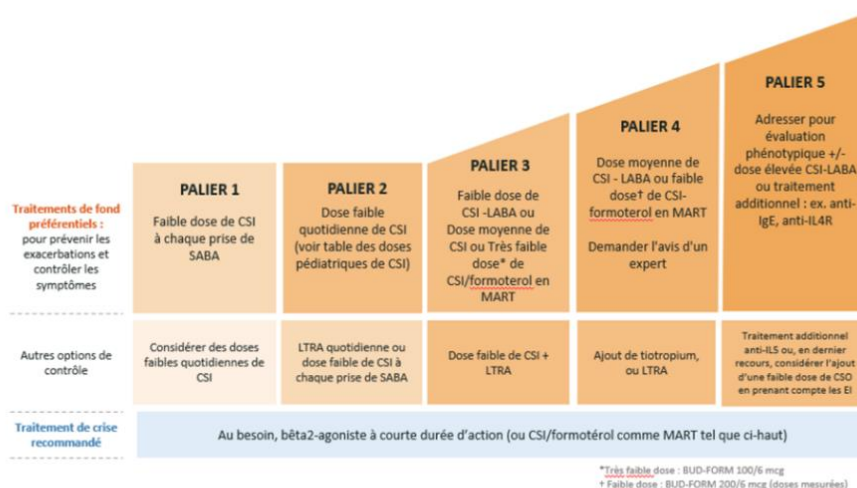 PALIER 1
Faible dose de CSI
à chaque prise de
SABA
PALIER 2
Dose faible
quotidienne de CSI
(voir table des doses
pédiatriques de CSI)
PALIER 3
Faible dose de
CSI -LABA ou
Dose moyenne de
CSI ou Très faible
dose* de
CSI/formoterol en
MART
PALIER 4
Dose moyenne de
CSI - LABA ou faible
dose† de CSI-
formoterol en MART
Demander l'avis d'un
expert
PALIER 5
Adresser pour
évaluation
phénotypique +/-
dose élevée CSI-LABA
ou traitement
additionnel : ex. anti-
IgE, anti-IL4R
Traitements de fond
préférentiels :
pour prévenir les
exacerbations et
contrôler les
symptômes
Autres options de
contrôle
Considérer des doses
faibles quotidiennes de
CSI
LTRA quotidienne ou
dose faible de CSI à
chaque prise de SABA
Dose faible de CSI +
LTRA
Ajout de tiotropium,
ou LTRA
Traitement additionnel
anti-IL5 ou, en dernier
recours, considérer l'ajout
d'une faible dose de CSO
en prenant compte les EI
Traitement de crise
recommandé
Au besoin, bêta2-agoniste à courte durée d'action (ou CSI/formotérol comme MART tel que ci-haut)
*Très faible dose : BUD-FORM 100/6 mcg
† Faible dose : BUD-FORM 200/6 mcg (doses mesurées)